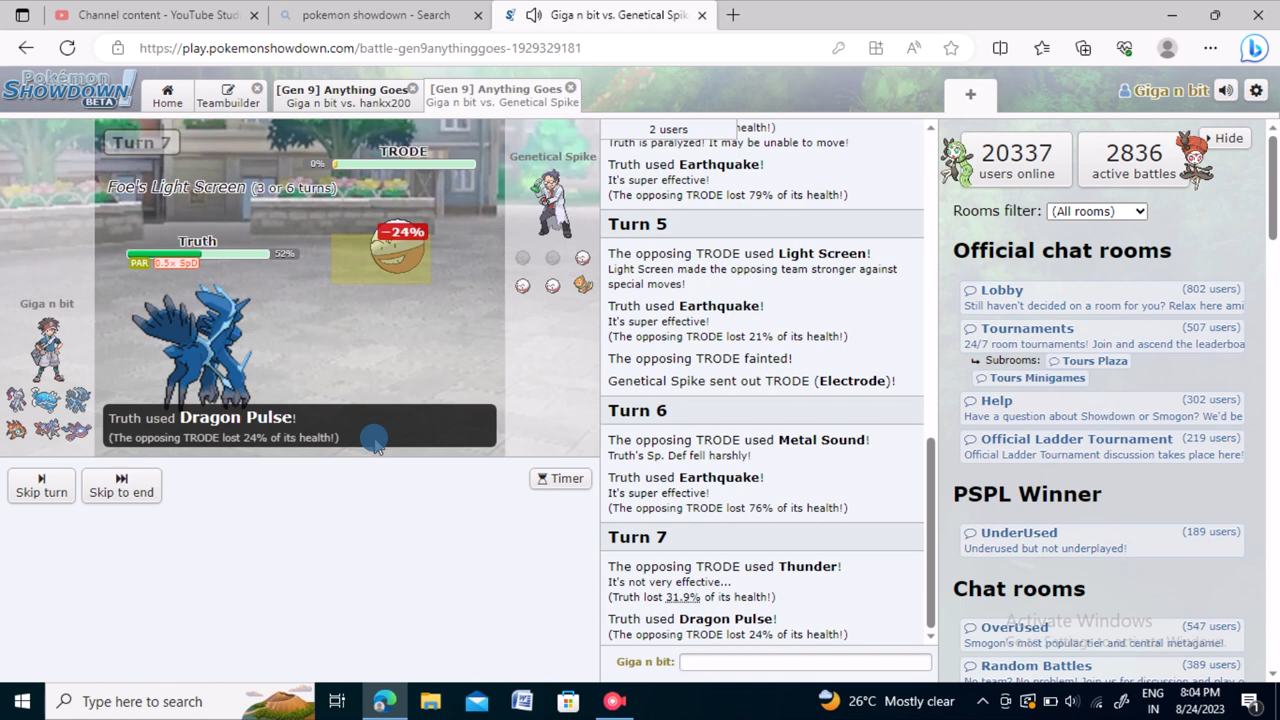 Channel content - YouTube Stud
pokemon showdown - Search
Giga n bit vs. Genetical Spik
https://play.pokemonshowdown.com/battle-gen9anythinggoes-1929329181
Pokémon
SHOWDOWN
BETA
Home
Teambuilder
[Gen 9] Anything Goes
Giga n bit vs. hankx200
[Gen 9] Anything Goes
Giga n bit vs. Genetical Spike
Giga n bit
Turn 7
TRODE
0%
Foe's Light Screen (3 or 6 turns)
−24%
Truth
52%
PAR 0.5× SpD
Giga n bit
Genetical Spike
Truth used Dragon Pulse!
(The opposing TRODE lost 24% of its health!)
Skip turn
Skip to end
Timer
2 users
health!)
Truth is paralyzed! It may be unable to move!
Truth used Earthquake!
It's super effective!
(The opposing TRODE lost 79% of its health!)
Turn 5
The opposing TRODE used Light Screen!
Light Screen made the opposing team stronger against
special moves!
Truth used Earthquake!
It's super effective!
(The opposing TRODE lost 21% of its health!)
The opposing TRODE fainted!
Genetical Spike sent out TRODE (Electrode)!
Turn 6
The opposing TRODE used Metal Sound!
Truth's Sp. Def fell harshly!
Truth used Earthquake!
It's super effective!
(The opposing TRODE lost 76% of its health!)
Turn 7
The opposing TRODE used Thunder!
It's not very effective...
(Truth lost 31.9% of its health!)
Truth used Dragon Pulse!
(The opposing TRODE lost 24% of its health!)
Giga n bit:
20337
users online
2836
active battles
Hide
Rooms filter: (All rooms)
Official chat rooms
Lobby (802 users)
Still haven't decided on a room for you? Relax here ami
Tournaments (507 users)
24/7 room tournaments! Join and ascend the leaderboa
Subrooms: Tours Plaza
Tours Minigames
Help (302 users)
Have a question about Showdown or Smogon? We'd be
Official Ladder Tournament (219 users)
Official Ladder Tournament discussion takes place here!
PSPL Winner
UnderUsed (189 users)
Underused but not underplayed!
Chat rooms
OverUsed (547 users)
Smogon's most popular tier and central metagame!
Random Battles (389 users)
Activate Windows
Go to Settings to activate Windows.
Type here to search
26°C Mostly clear
ENG
IN
8:04 PM
8/24/2023
1